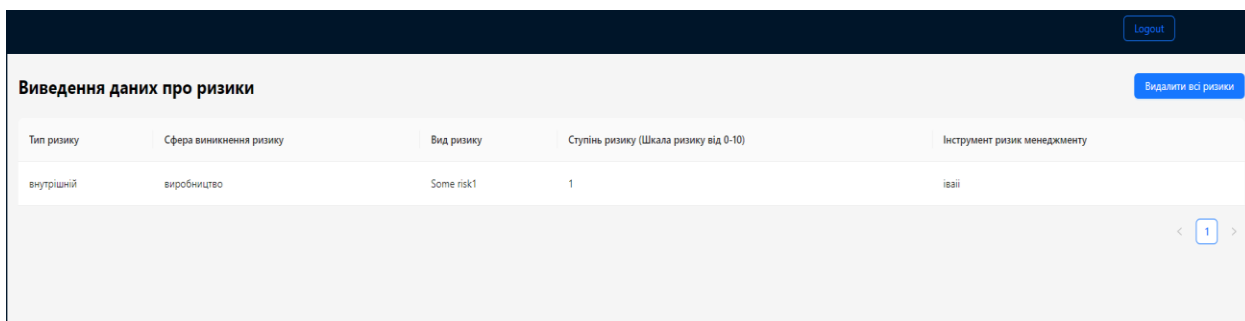 Logout
Виведення даних про ризики
Видалити всі ризики
Тип ризику Сфера виникнення ризику Вид ризику Ступінь ризику (Шкала ризику від 0-10) Інструмент ризик менеджменту
внутрішній виробництво Some risk1 1 іваіі
< 1 >